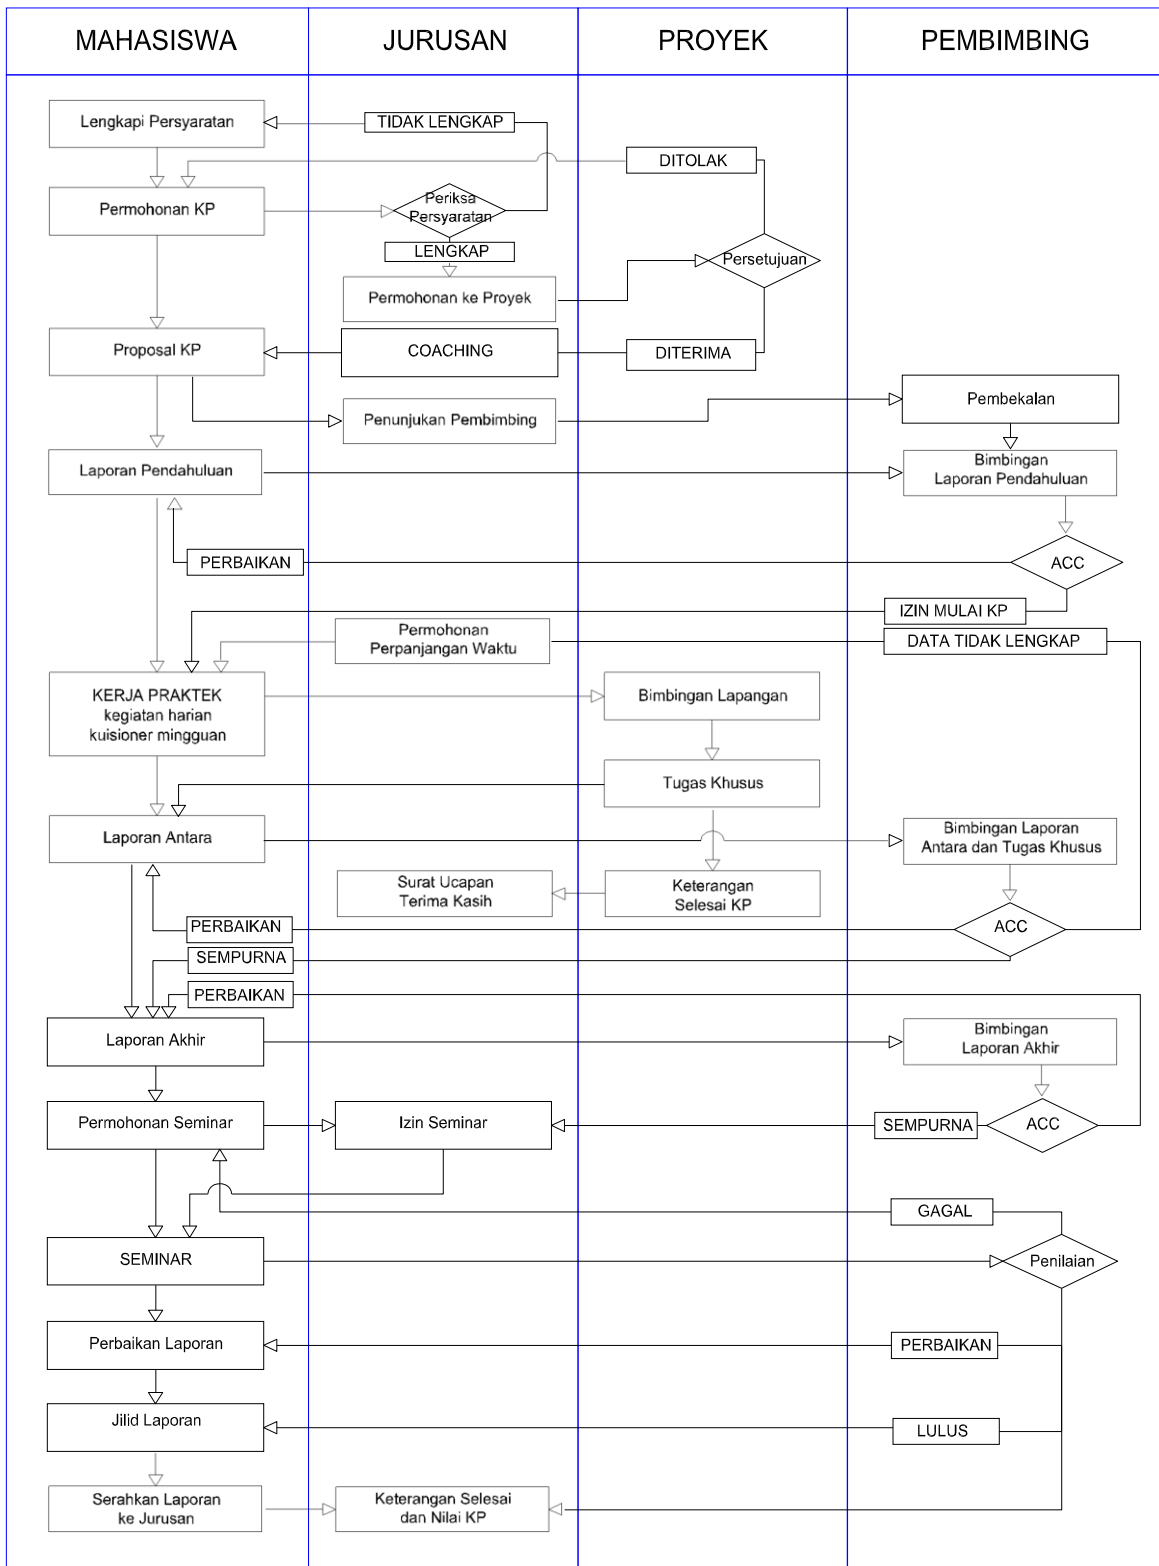 MAHASISWA
JURUSAN
PROYEK
PEMBIMBING
Lengkapi Persyaratan
TIDAK LENGKAP
DITOLAK
Permohonan KP
Periksa
Persyaratan
LENGKAP
Persetujuan
Permohonan ke Proyek
Proposal KP
COACHING
DITERIMA
Penunjukan Pembimbing
Pembekalan
Laporan Pendahuluan
Bimbingan
Laporan Pendahuluan
PERBAIKAN
ACC
IZIN MULAI KP
Permohonan
Perpanjangan Waktu
DATA TIDAK LENGKAP
KERJA PRAKTEK
kegiatan harian
kuisioner mingguan
Bimbingan Lapangan
Tugas Khusus
Laporan Antara
Bimbingan Laporan
Antara dan Tugas Khusus
Surat Ucapan
Terima Kasih
Keterangan
Selesai KP
PERBAIKAN
ACC
SEMPURNA
PERBAIKAN
Laporan Akhir
Bimbingan
Laporan Akhir
Permohonan Seminar
Izin Seminar
SEMPURNA
ACC
GAGAL
SEMINAR
Penilaian
Perbaikan Laporan
PERBAIKAN
Jilid Laporan
LULUS
Serahkan Laporan
ke Jurusan
Keterangan Selesai
dan Nilai KP